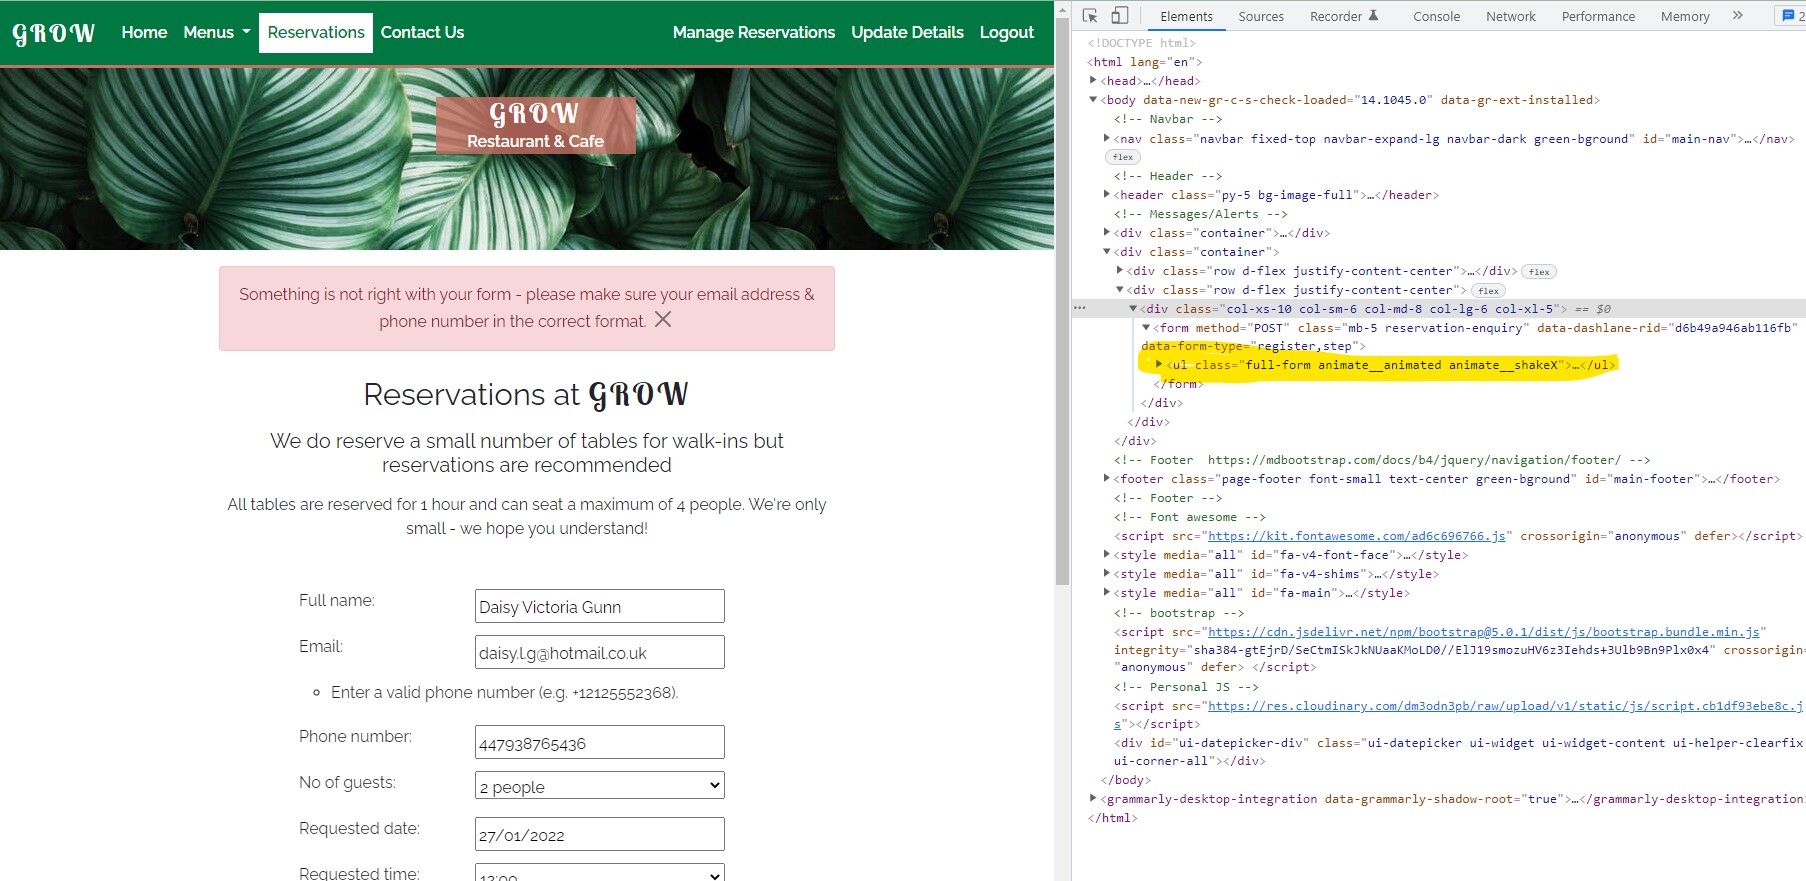 GROW Home Menus Reservations Contact Us Manage Reservations Update Details Logout
GROW
Restaurant & Cafe
Something is not right with your form - please make sure your email address &
phone number in the correct format.
Reservations at GROW
We do reserve a small number of tables for walk-ins but
reservations are recommended
All tables are reserved for 1 hour and can seat a maximum of 4 people. We're only
small - we hope you understand!
Full name: Daisy Victoria Gunn
Email: daisy.l.g@hotmail.co.uk
Enter a valid phone number (e.g. +12125552368).
Phone number: 447938765436
No of guests: 2 people
Requested date: 27/01/2022
Requested time: 12:00
Elements Sources Recorder Console Network Performance Memory » 2
<!DOCTYPE html>
<html lang="en">
<head>…</head>
<body data-new-gr-c-s-check-loaded="14.1045.0" data-gr-ext-installed>
<!-- Navbar -->
<nav class="navbar fixed-top navbar-expand-lg navbar-dark green-bground" id="main-nav">…</nav>
flex
<!-- Header -->
<header class="py-5 bg-image-full">…</header>
<!-- Messages/Alerts -->
<div class="container">…</div>
<div class="container">
<div class="row d-flex justify-content-center">…</div> flex
<div class="row d-flex justify-content-center"> flex
<div class="col-xs-10 col-sm-6 col-md-8 col-lg-6 col-xl-5"> == $0
<form method="POST" class="mb-5 reservation-enquiry" data-dashlane-rid="d6b49a946ab116fb"
data-form-type="register,step">
<ul class="full-form animate__animated animate__shakeX">…</ul>
</form>
</div>
</div>
</div>
<!-- Footer  https://mdbootstrap.com/docs/b4/jquery/navigation/footer/ -->
<footer class="page-footer font-small text-center green-bground" id="main-footer">…</footer>
<!-- Footer -->
<!-- Font awesome -->
<script src="https://kit.fontawesome.com/ad6c696766.js" crossorigin="anonymous" defer></script>
<style media="all" id="fa-v4-font-face">…</style>
<style media="all" id="fa-v4-shims">…</style>
<style media="all" id="fa-main">…</style>
<!-- bootstrap -->
<script src="https://cdn.jsdelivr.net/npm/bootstrap@5.0.1/dist/js/bootstrap.bundle.min.js"
integrity="sha384-gtEjrD/SeCtmISkJkNUaaKMoLD0//ElJ19smozuHV6z3Iehds+3Ulb9Bn9Plx0x4" crossorigin=
"anonymous" defer> </script>
<!-- Personal JS -->
<script src="https://res.cloudinary.com/dm3odn3pb/raw/upload/v1/static/js/script.cb1df93ebe8c.j
s"></script>
<div id="ui-datepicker-div" class="ui-datepicker ui-widget ui-widget-content ui-helper-clearfix
ui-corner-all"></div>
</body>
<grammarly-desktop-integration data-grammarly-shadow-root="true">…</grammarly-desktop-integration
</html>